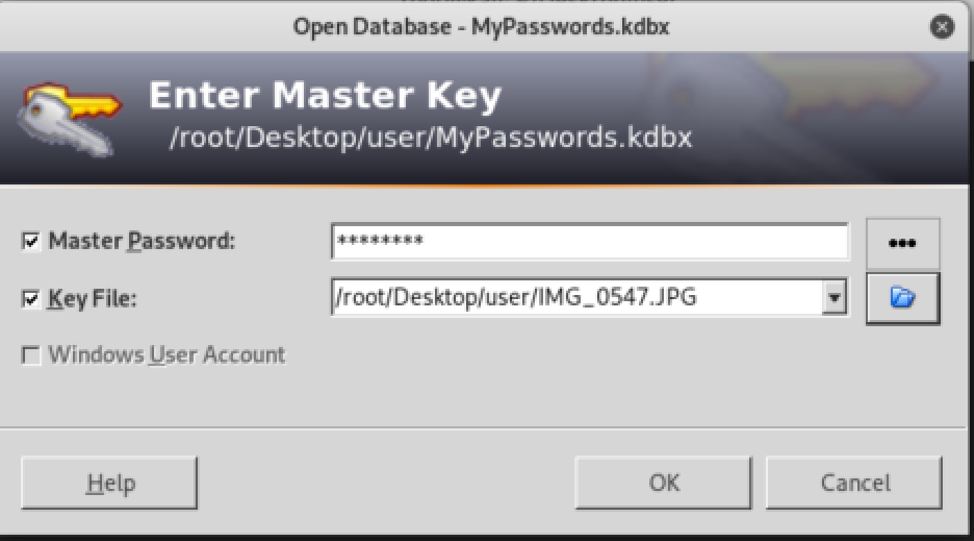 Open Database - MyPasswords.kdbx
Enter Master Key
/root/Desktop/user/MyPasswords.kdbx
Master Password: ********
Key File: /root/Desktop/user/IMG_0547.JPG
Windows User Account
Help OK Cancel